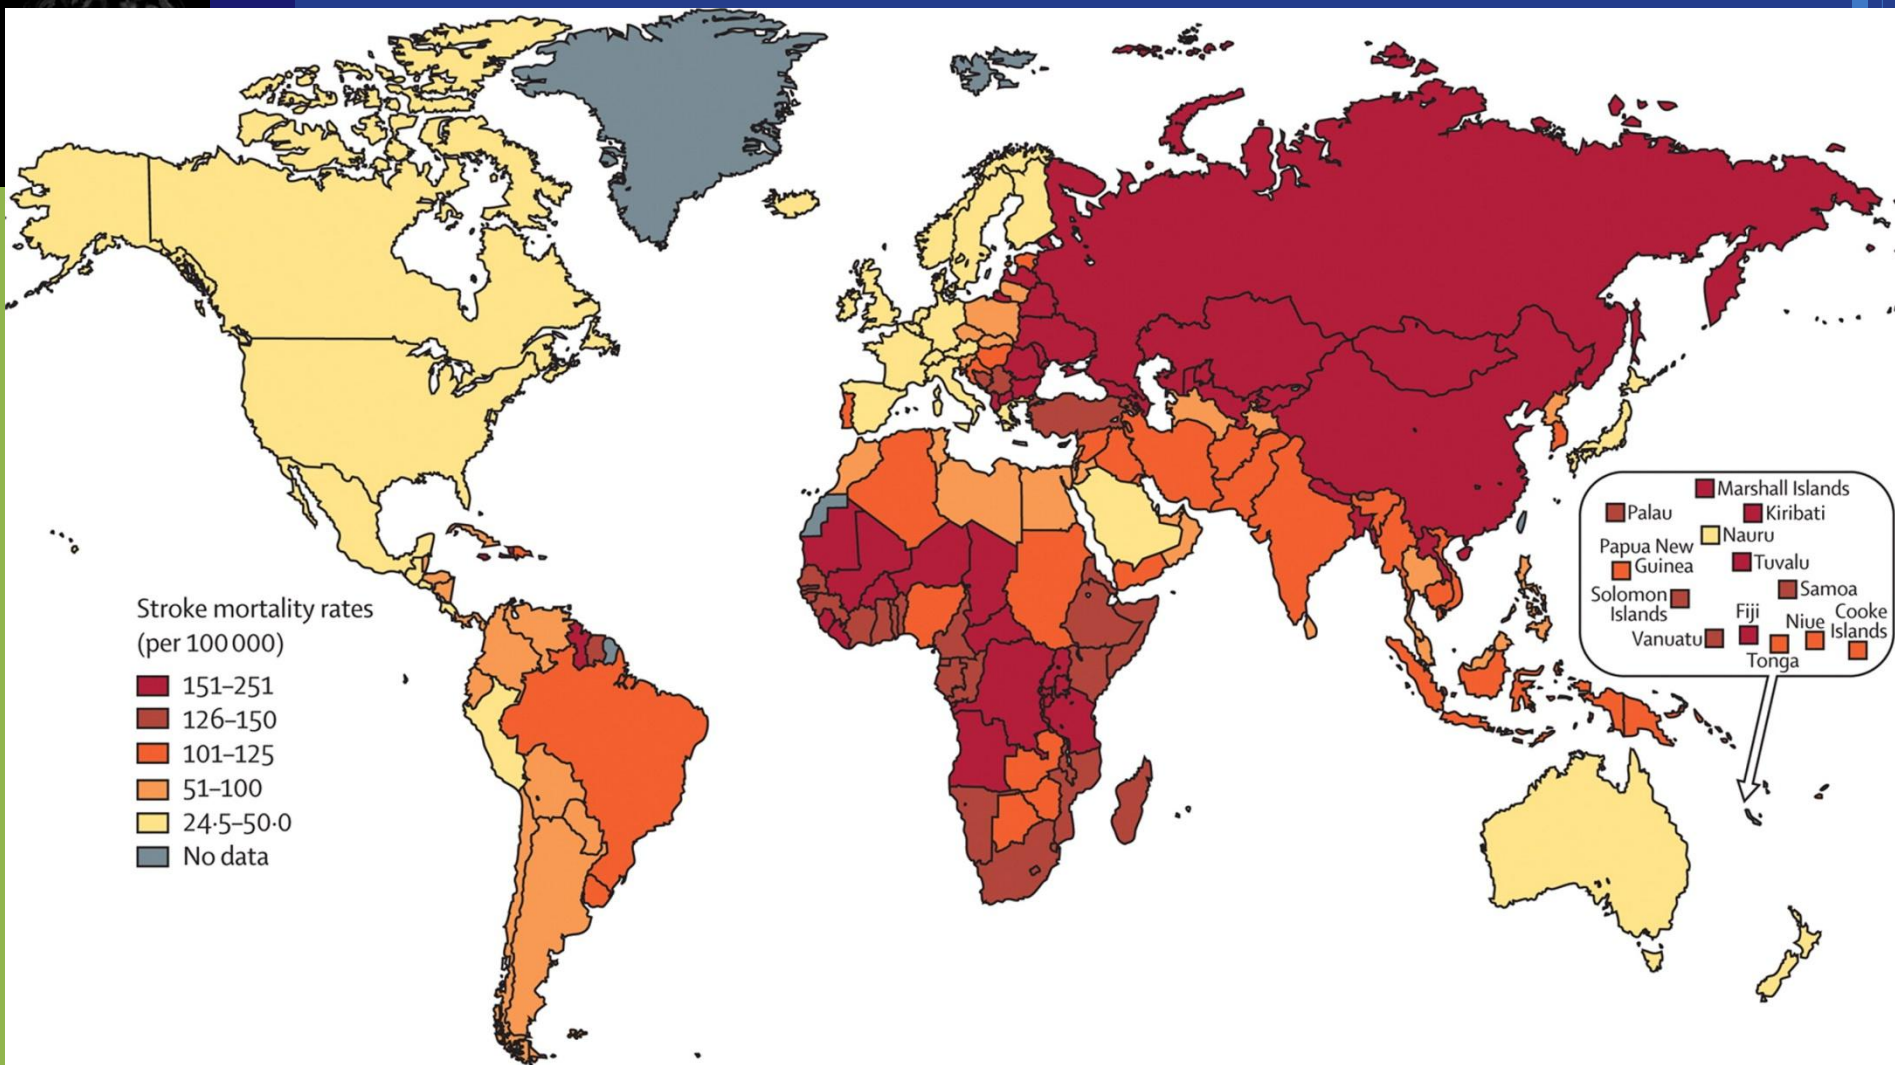 Stroke mortality rates
(per 100 000)
151–251
126–150
101–125
51–100
24·5–50·0
No data
Marshall Islands
Palau
Kiribati
Nauru
Papua New
Guinea
Tuvalu
Samoa
Solomon
Islands
Fiji
Niue
Cooke
Islands
Vanuatu
Tonga